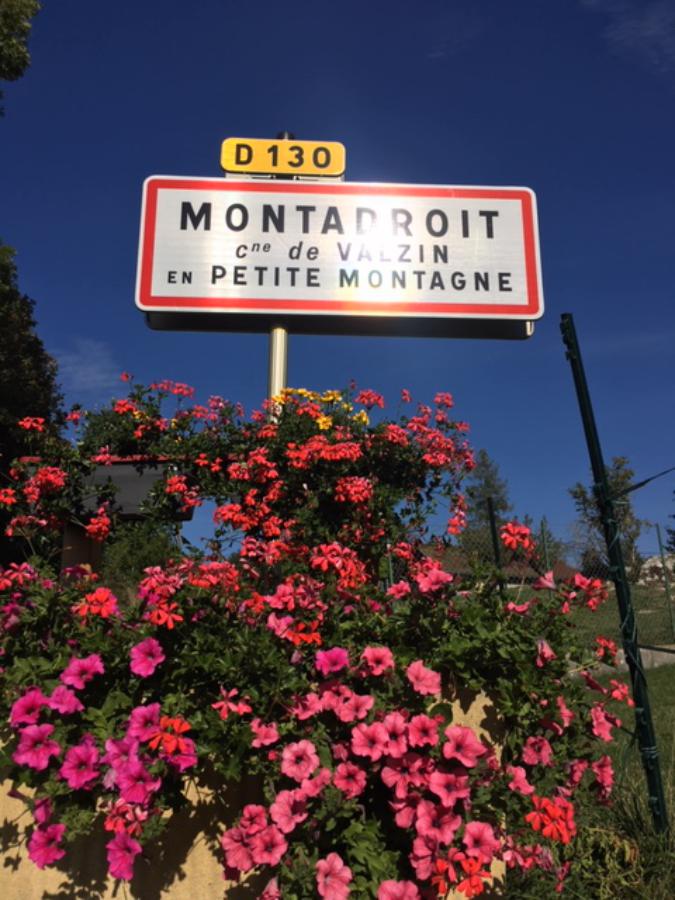 D 130
MONTADROIT
cne de VALZIN
EN PETITE MONTAGNE